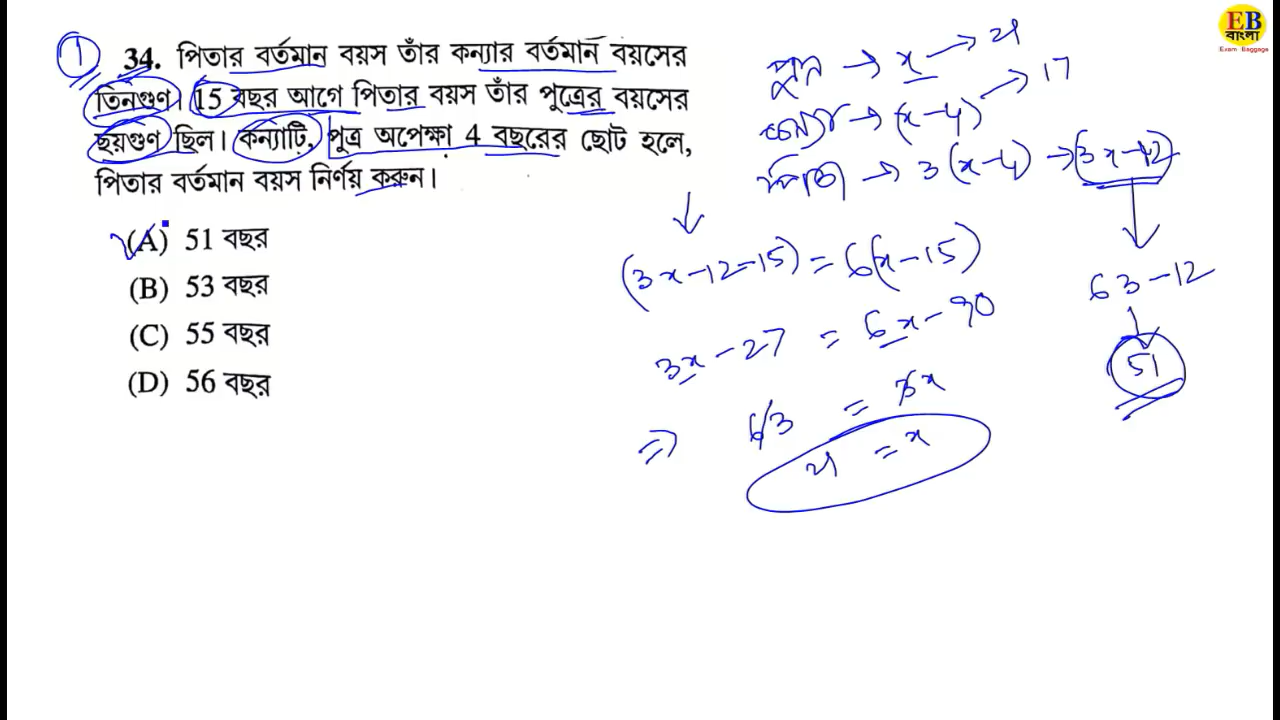 EB
বাংলা
Exam Baggage
1
34. পিতার বর্তমান বয়স তাঁর কন্যার বর্তমান বয়সের
তিনগুণ। 15 বছর আগে পিতার বয়স তাঁর পুত্রের বয়সের
ছয়গুণ ছিল। কন্যাটি, পুত্র অপেক্ষা 4 বছরের ছোট হলে,
পিতার বর্তমান বয়স নির্ণয় করুন।
(A) 51 বছর
(B) 53 বছর
(C) 55 বছর
(D) 56 বছর
পুত্র → x → 21
→ (x-4) → 17
পিতা → 3(x-4) → (3x-12)
(3x-12-15) = 6(x-15)
3x-27 = 6x-90
⇒ 63 = 3x
21 = x
63-12
51